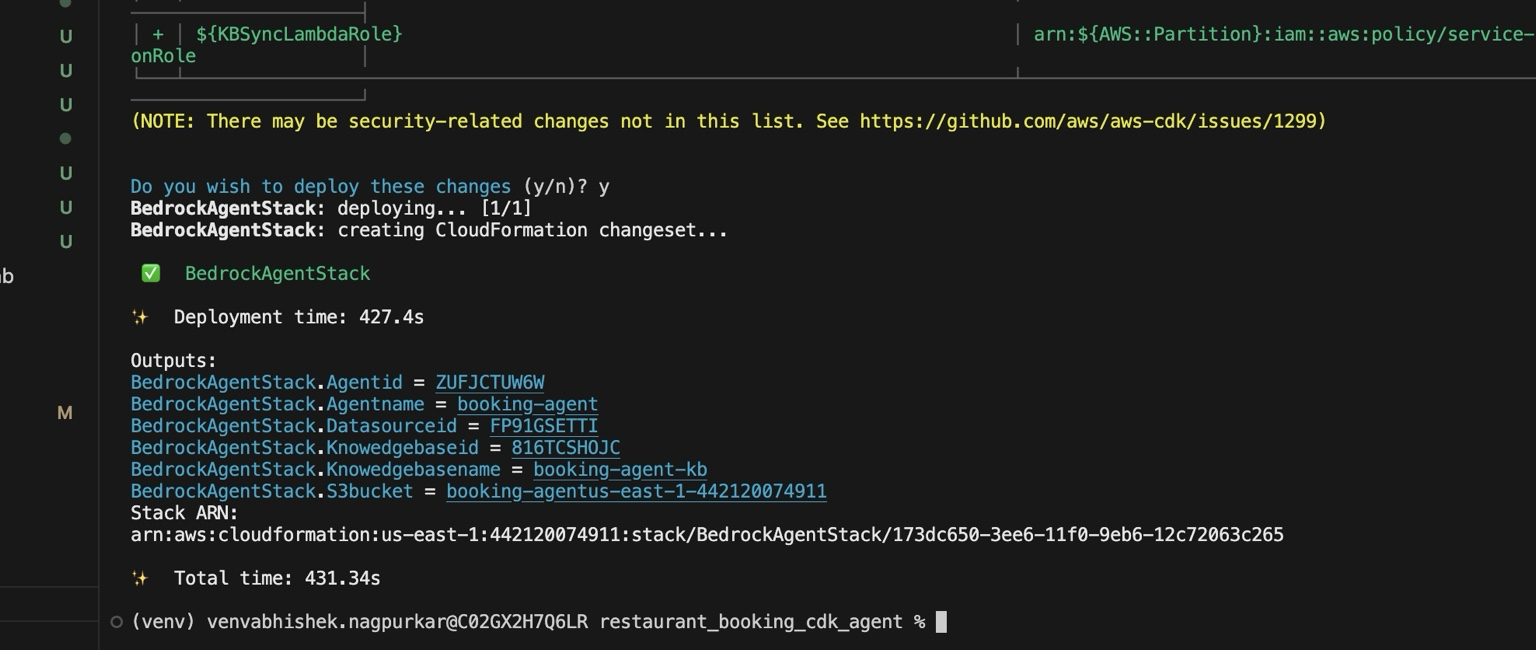 U
| + | ${KBSyncLambdaRole} | arn:${AWS::Partition}:iam::aws:policy/service-
U
onRole |
U
U
(NOTE: There may be security-related changes not in this list. See https://github.com/aws/aws-cdk/issues/1299)
U
Do you wish to deploy these changes (y/n)? y
U
BedrockAgentStack: deploying... [1/1]
BedrockAgentStack: creating CloudFormation changeset...
U
✅ BedrockAgentStack
ab
✨ Deployment time: 427.4s
Outputs:
BedrockAgentStack.Agentid = ZUFJCTUW6W
BedrockAgentStack.Agentname = booking-agent
M
BedrockAgentStack.Datasourceid = FP91GSETTI
BedrockAgentStack.Knowedgebaseid = 816TCSHOJC
BedrockAgentStack.Knowedgebasename = booking-agent-kb
BedrockAgentStack.S3bucket = booking-agentus-east-1-442120074911
Stack ARN:
arn:aws:cloudformation:us-east-1:442120074911:stack/BedrockAgentStack/173dc650-3ee6-11f0-9eb6-12c72063c265
✨ Total time: 431.34s
(venv) venvabhishek.nagpurkar@C02GX2H7Q6LR restaurant_booking_cdk_agent %